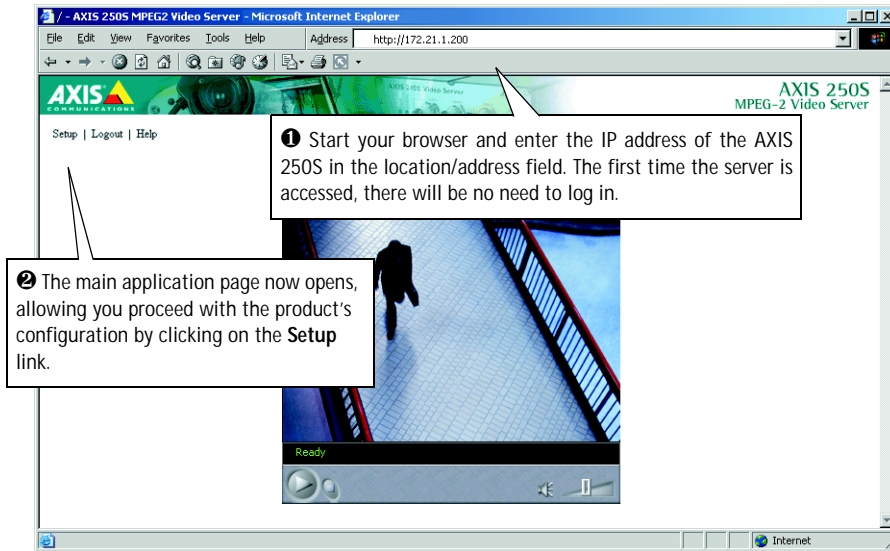 / - AXIS 250S MPEG2 Video Server - Microsoft Internet Explorer
File Edit View Favorites Tools Help Address http://172.21.1.200
AXIS
COMMUNICATIONS
AXIS 250S Video Server
AXIS 250S
MPEG-2 Video Server
Setup | Logout | Help
❶ Start your browser and enter the IP address of the AXIS
250S in the location/address field. The first time the server is
accessed, there will be no need to log in.
❷ The main application page now opens,
allowing you proceed with the product's
configuration by clicking on the Setup
link.
Ready
Internet